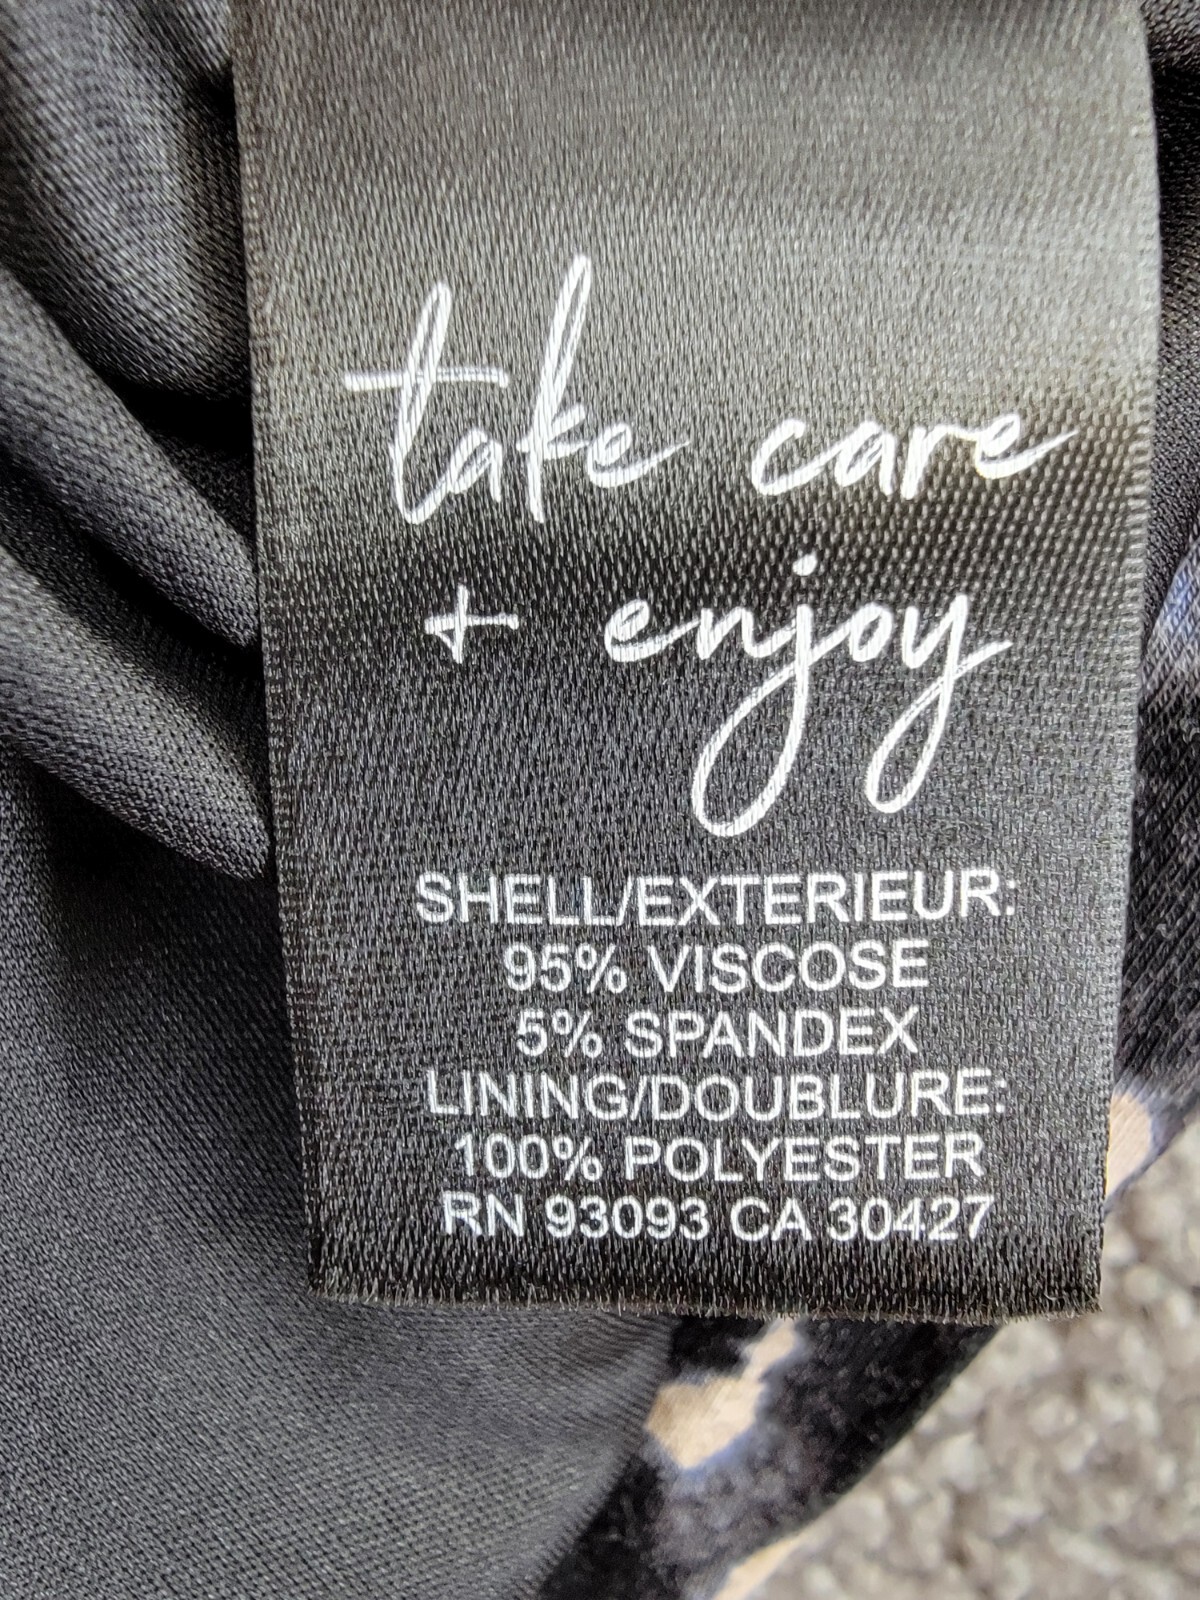 take care
+ enjoy
SHELL/EXTERIEUR:
95% VISCOSE
5% SPANDEX
LINING/DOUBLURE:
100% POLYESTER
RN 93093 CA 30427